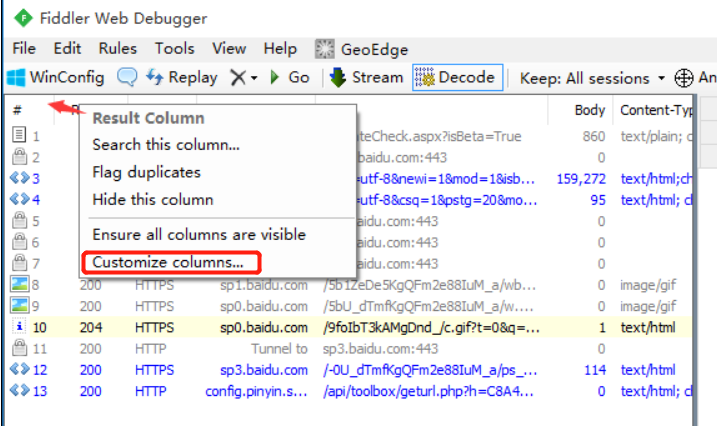 Fiddler Web Debugger
File Edit Rules Tools View Help GeoEdge
WinConfig Replay Go Stream Decode Keep: All sessions An
# Body Content-Typ
Result Column
Search this column...
Flag duplicates
Hide this column
Ensure all columns are visible
Customize columns...
1 teCheck.aspx?isBeta=True 860 text/plain; c
2 baidu.com:443 0
3 =utf-8&newi=1&mod=1&isb... 159,272 text/html;ch
4 =utf-8&csq=1&pstg=20&mo... 95 text/html; cl
5 aidu.com:443 0
6 aidu.com:443 0
7 aidu.com:443 0
8 200 HTTPS sp1.baidu.com /5b1ZeDe5KgQFm2e88IuM_a/wb... 0 image/gif
9 200 HTTPS sp0.baidu.com /5bU_dTmfKgQFm2e88IuM_a/w.... 0 image/gif
10 204 HTTPS sp0.baidu.com /9foIbT3kAMgDnd_/c.gif?t=0&q=... 1 text/html
11 200 HTTP Tunnel to sp3.baidu.com:443 0
12 200 HTTPS sp3.baidu.com /-0U_dTmfKgQFm2e88IuM_a/ps_... 114 text/html
13 200 HTTP config.pinyin.s... /api/toolbox/geturl.php?h=C8A4... 0 text/html; cl